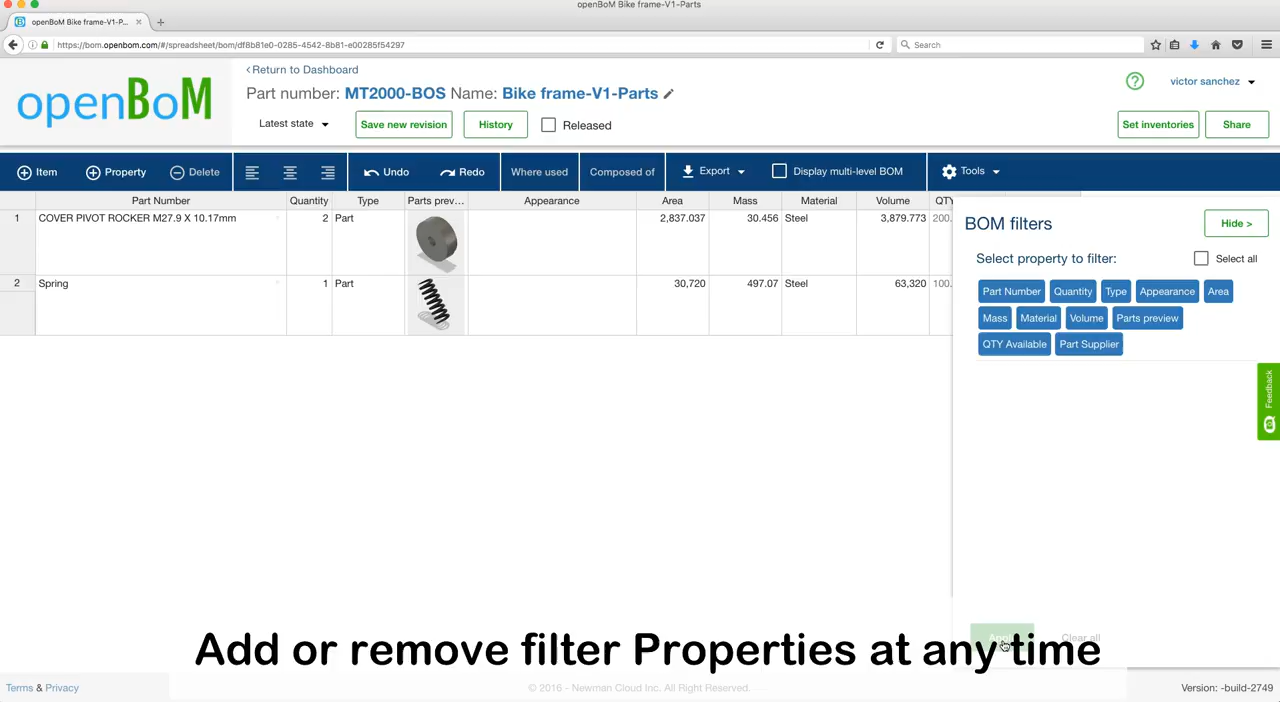 openBoM Bike frame-V1-Parts
openBoM Bike frame-V1-P...
https://bom.openbom.com/#/spreadsheet/bom/df8b81e0-0285-4542-8b81-e00285f54297
Search
openBoM
Return to Dashboard
Part number: MT2000-BOS Name: Bike frame-V1-Parts
Latest state
Save new revision
History
Released
victor sanchez
Set inventories
Share
Item
Property
Delete
Undo
Redo
Where used
Composed of
Export
Display multi-level BOM
Tools
Part Number Quantity Type Parts prev... Appearance Area Mass Material Volume QTY
1 COVER PIVOT ROCKER M27.9 X 10.17mm 2 Part 2,837.037 30.456 Steel 3,879.773 200.
2 Spring 1 Part 30,720 497.07 Steel 63,320 100.
BOM filters
Hide >
Select property to filter:
Select all
Part Number Quantity Type Appearance Area
Mass Material Volume Parts preview
QTY Available Part Supplier
Feedback
Clear all
Add or remove filter Properties at any time
Terms & Privacy
© 2016 - Newman Cloud Inc. All Right Reserved.
Version: -build-2749